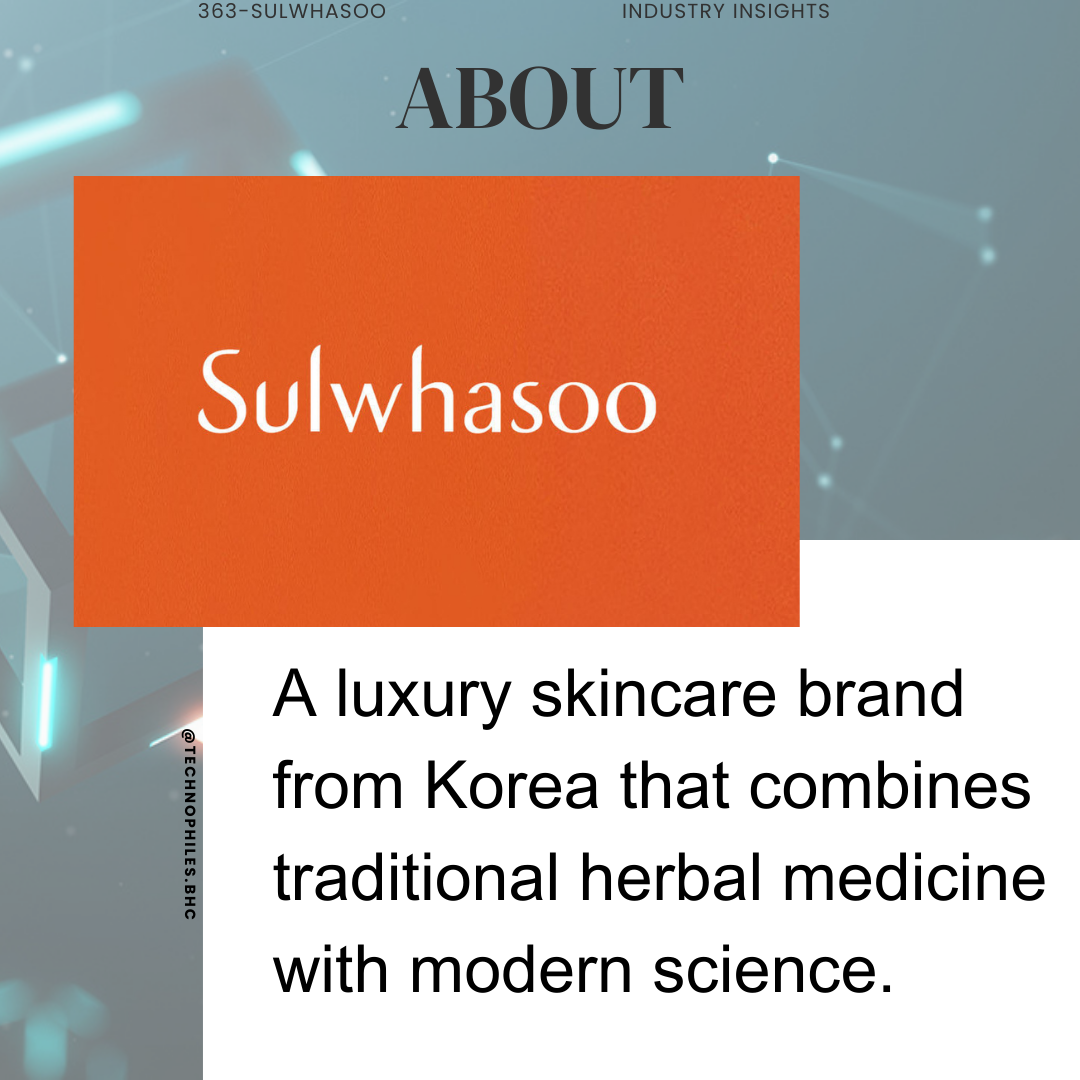 363-SULWHASOO
INDUSTRY INSIGHTS
ABOUT
Sulwhasoo
A luxury skincare brand
from Korea that combines
traditional herbal medicine
with modern science.
@TECHNOPHILES.BHC